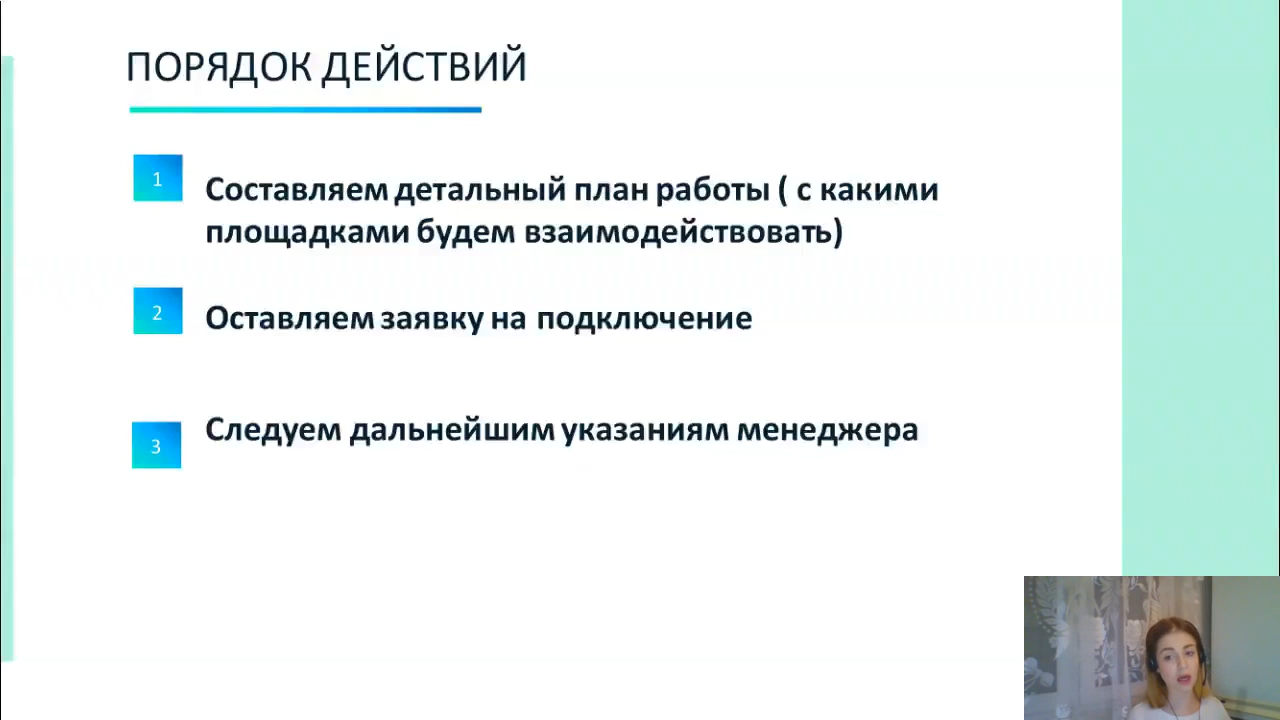 ПОРЯДОК ДЕЙСТВИЙ
1
Составляем детальный план работы ( с какими
площадками будем взаимодействовать)
2
Оставляем заявку на подключение
3
Следуем дальнейшим указаниям менеджера